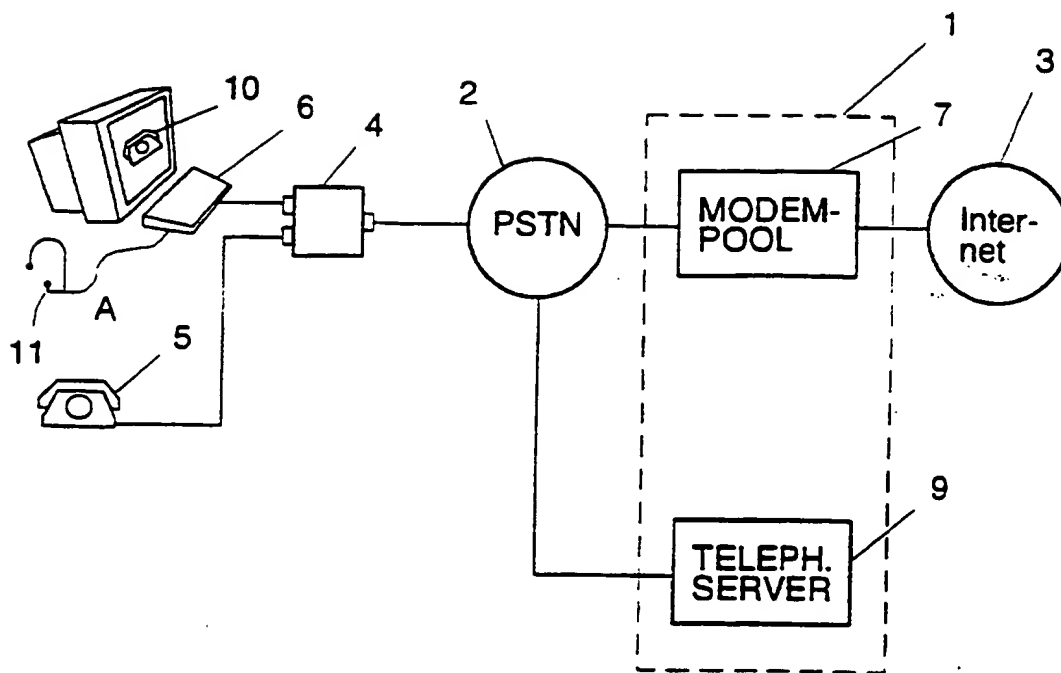 1
10
6
2
7
3
4
PSTN
MODEM-
POOL
Inter-
net
A
11
5
9
TELEPH.
SERVER